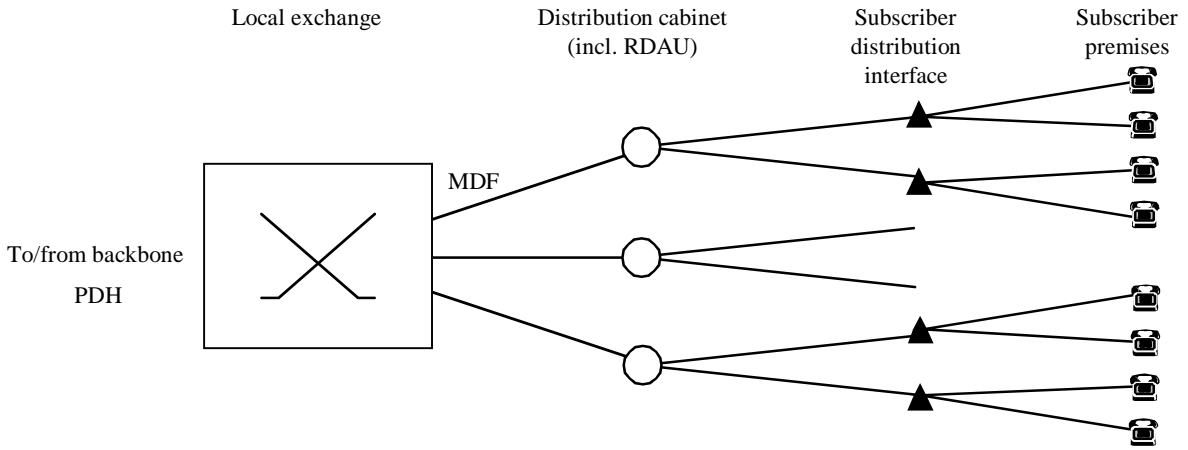 Local exchange
Distribution cabinet
(incl. RDAU)
Subscriber
distribution
interface
Subscriber
premises
MDF
To/from backbone
PDH